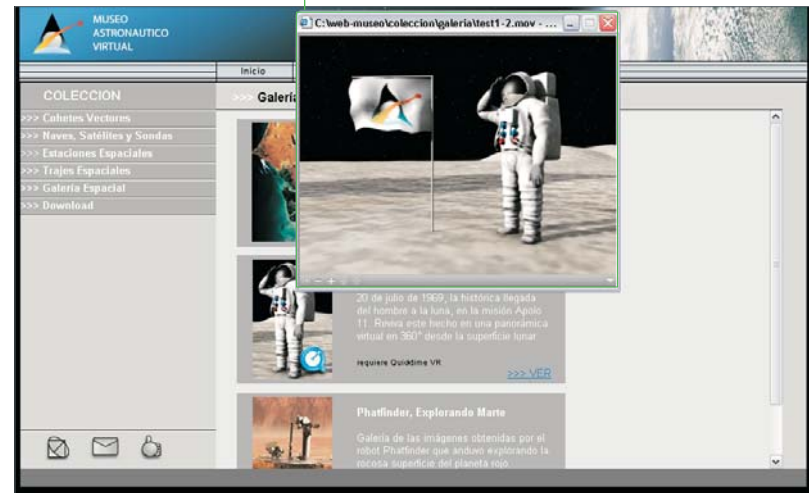 MUSEO
ASTRONAUTICO
VIRTUAL
C:\web-museo\coleccion\galeria\test1-2.mov - ...
Inicio
COLECCION
>>> Galería
>>> Cohetes Vectores
>>> Naves, Satélites y Sondas
>>> Estaciones Espaciales
>>> Trajes Espaciales
>>> Galería Espacial
>>> Download
20 de julio de 1969, la histórica llegada
del hombre a la luna, en la misión Apolo
11. Reviva este hecho en una panorámica
virtual en 360° desde la superficie lunar
requiere Quicktime VR
>>> VER
Phatfinder, Explorando Marte
Galería de las imágenes obtenidas por el
robot Phatfinder que anduvo explorando la
rocosa superficie del planeta rojo